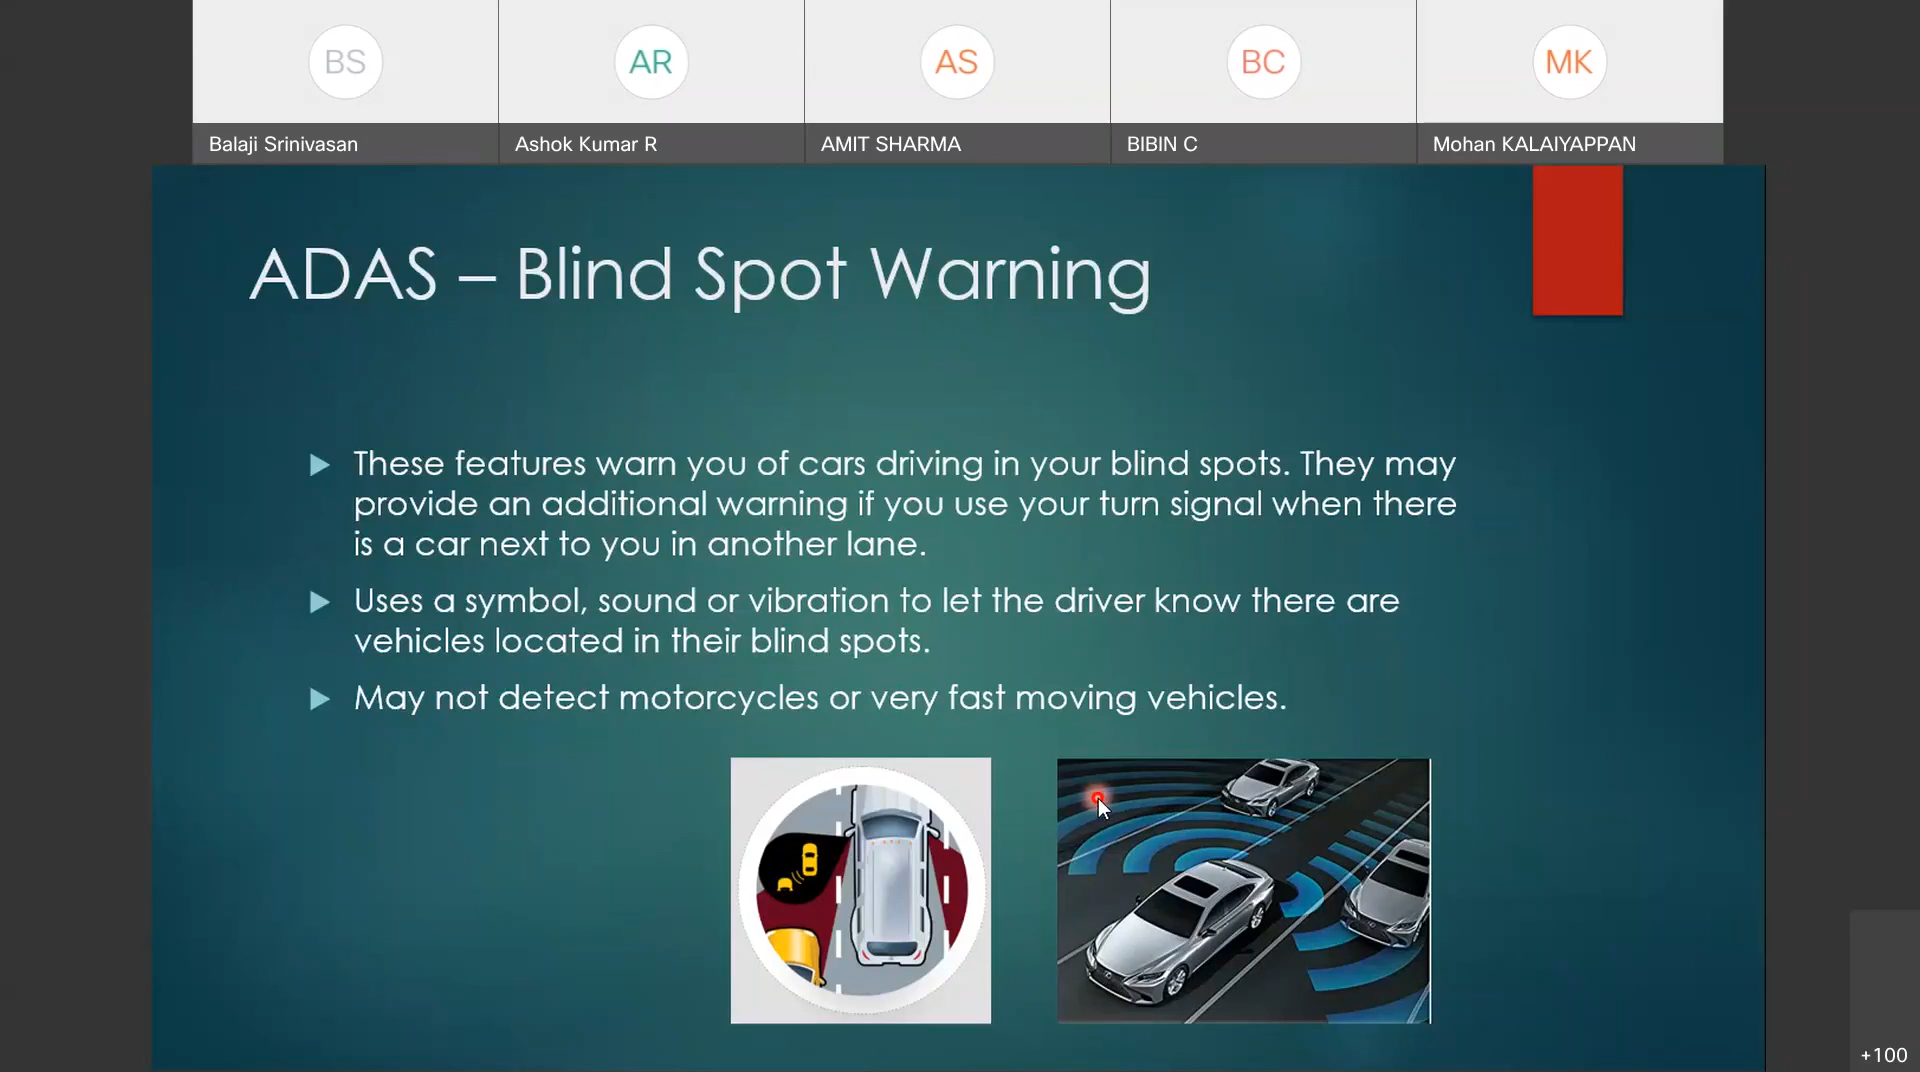 BS
AR
AS
BC
MK
Balaji Srinivasan
Ashok Kumar R
AMIT SHARMA
BIBIN C
Mohan KALAIYAPPAN
ADAS – Blind Spot Warning
These features warn you of cars driving in your blind spots. They may
provide an additional warning if you use your turn signal when there
is a car next to you in another lane.
Uses a symbol, sound or vibration to let the driver know there are
vehicles located in their blind spots.
May not detect motorcycles or very fast moving vehicles.
+100